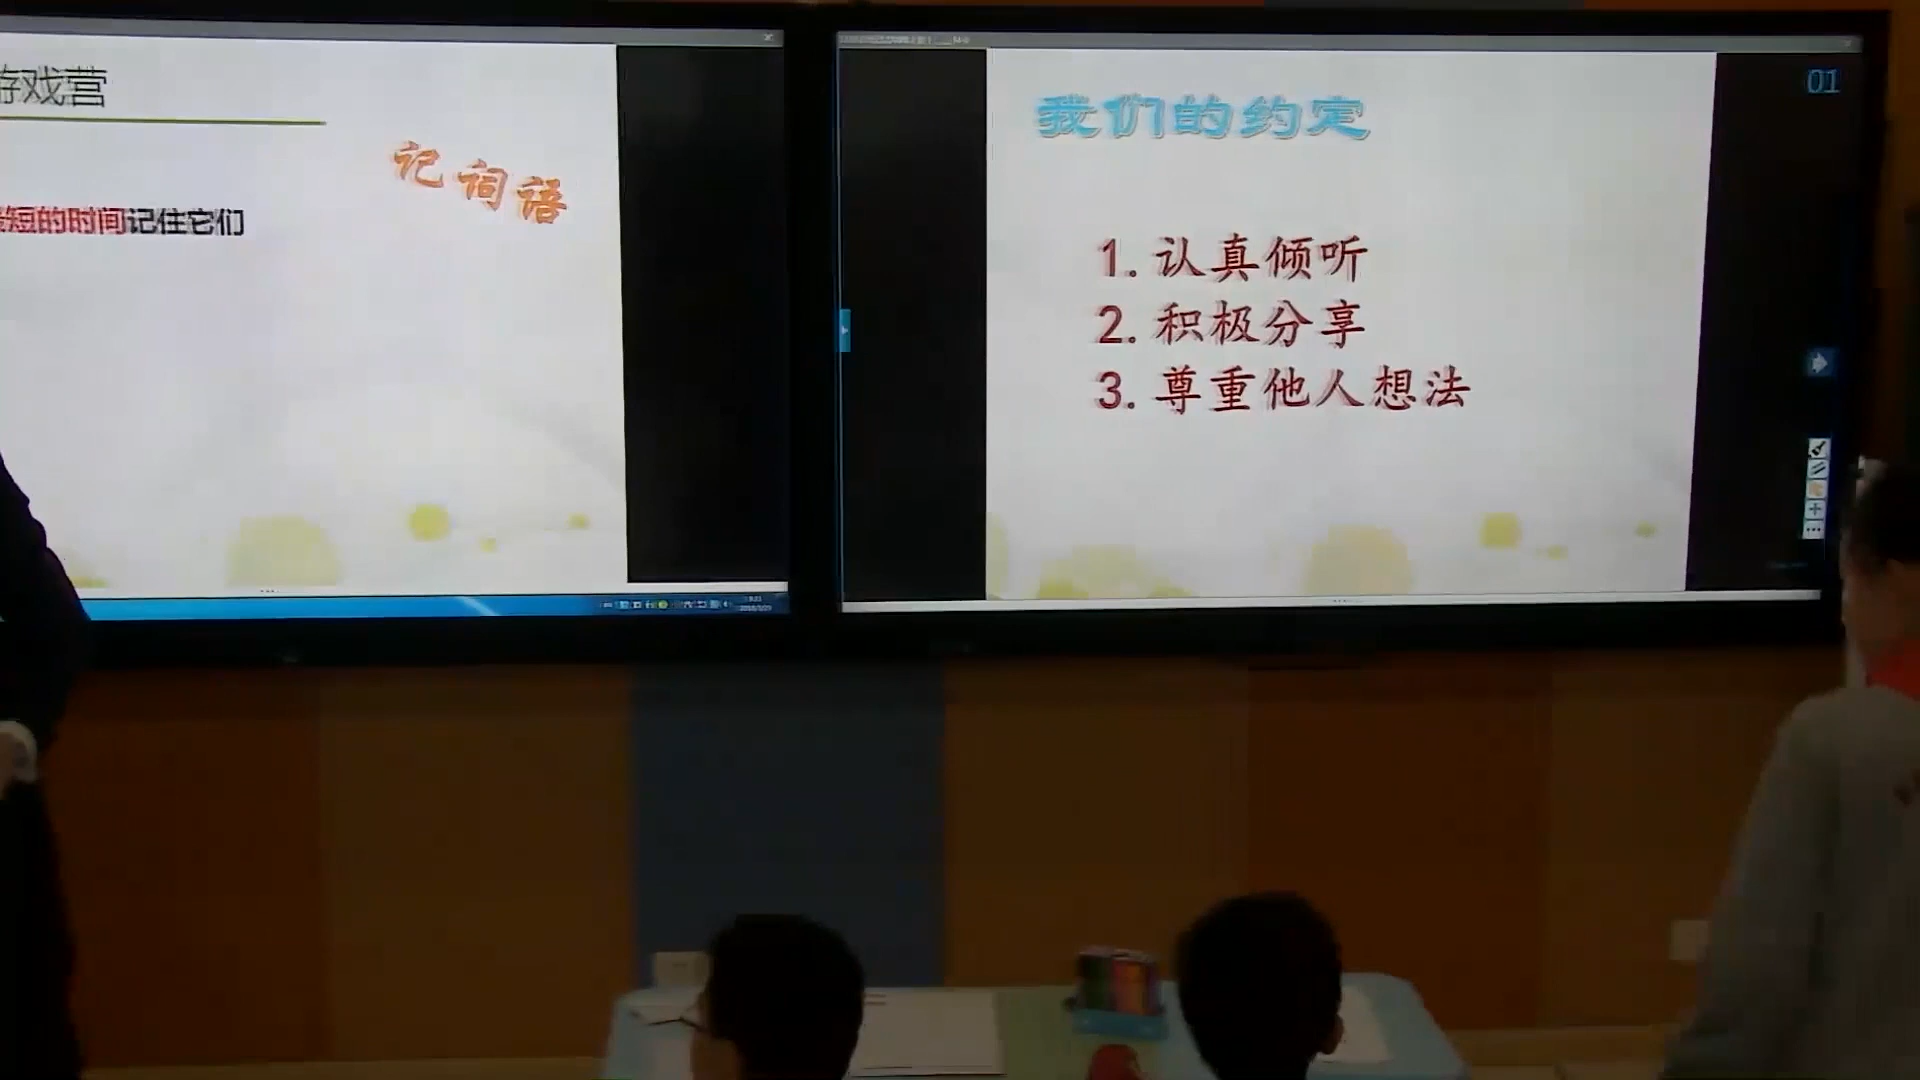 游戏营
记词语
短的时间记住它们
我们的约定
01
1.认真倾听
2.积极分享
3.尊重他人想法